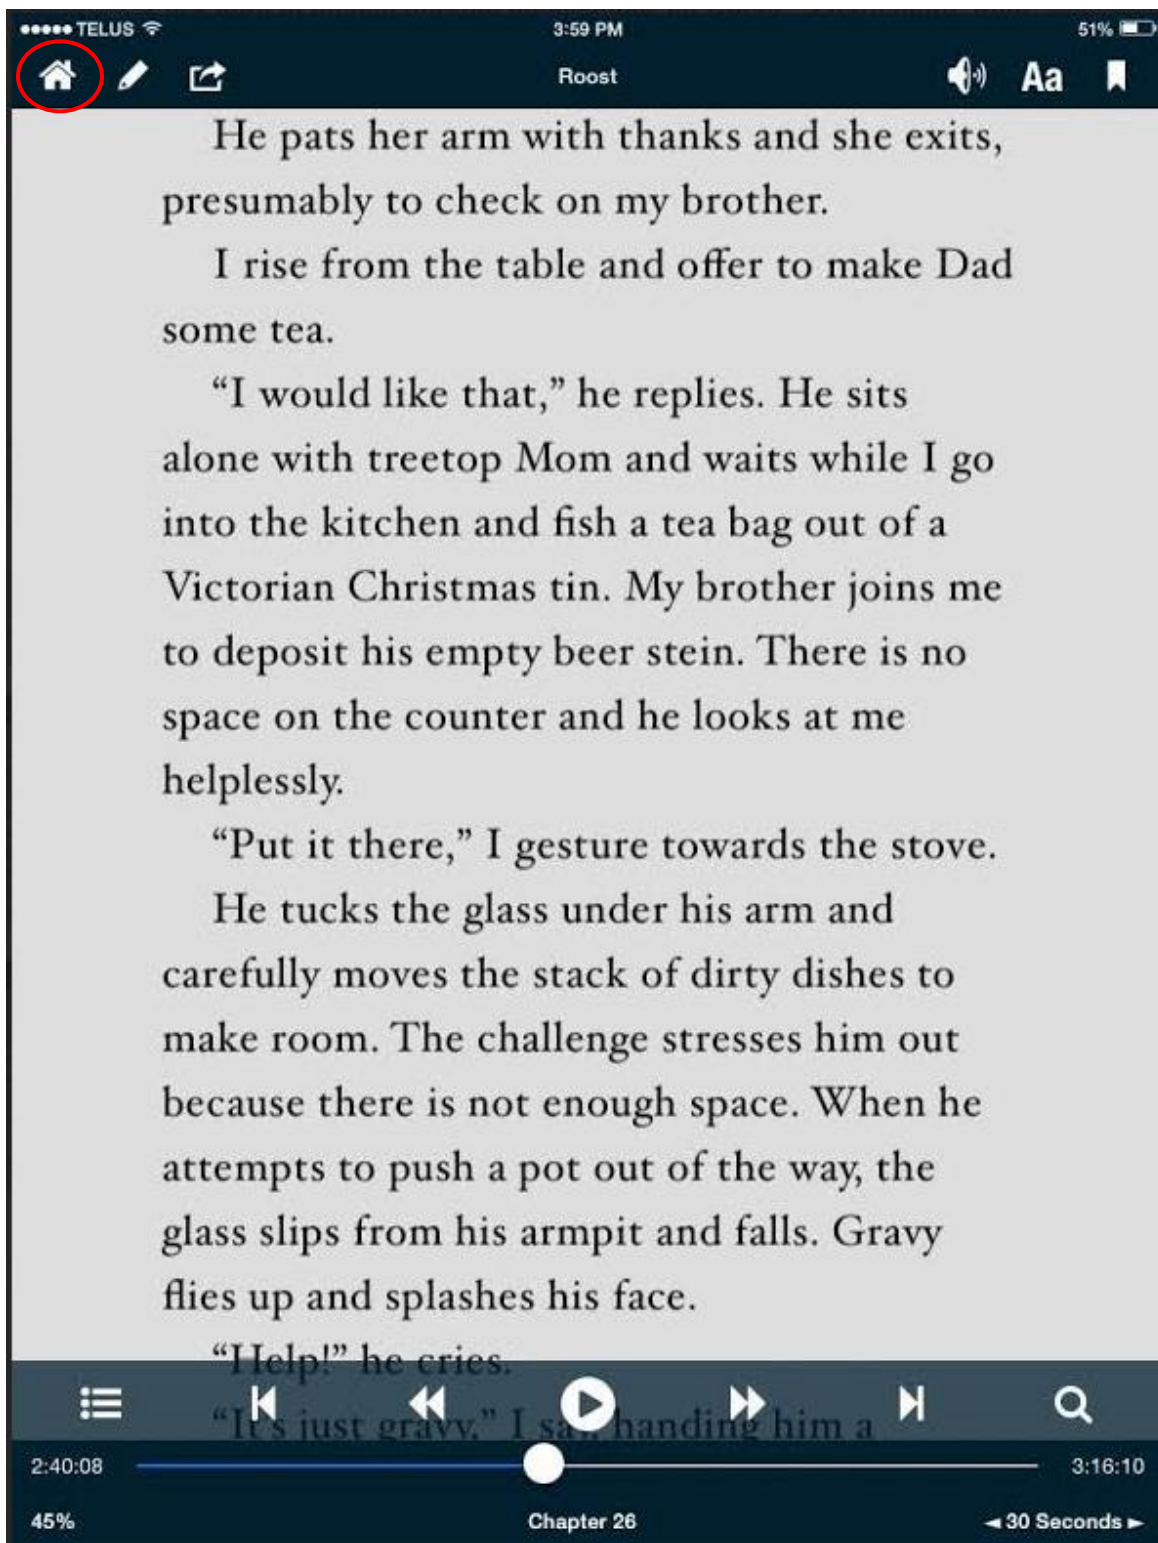 TELUS 3:59 PM 51%
Roost Aa
He pats her arm with thanks and she exits,
presumably to check on my brother.
I rise from the table and offer to make Dad
some tea.
“I would like that,” he replies. He sits
alone with treetop Mom and waits while I go
into the kitchen and fish a tea bag out of a
Victorian Christmas tin. My brother joins me
to deposit his empty beer stein. There is no
space on the counter and he looks at me
helplessly.
“Put it there,” I gesture towards the stove.
He tucks the glass under his arm and
carefully moves the stack of dirty dishes to
make room. The challenge stresses him out
because there is not enough space. When he
attempts to push a pot out of the way, the
glass slips from his armpit and falls. Gravy
flies up and splashes his face.
“Help!” he cries.
“It’s just gravy,” I say, handing him a
2:40:08 3:16:10
45% Chapter 26 ◄ 30 Seconds ►